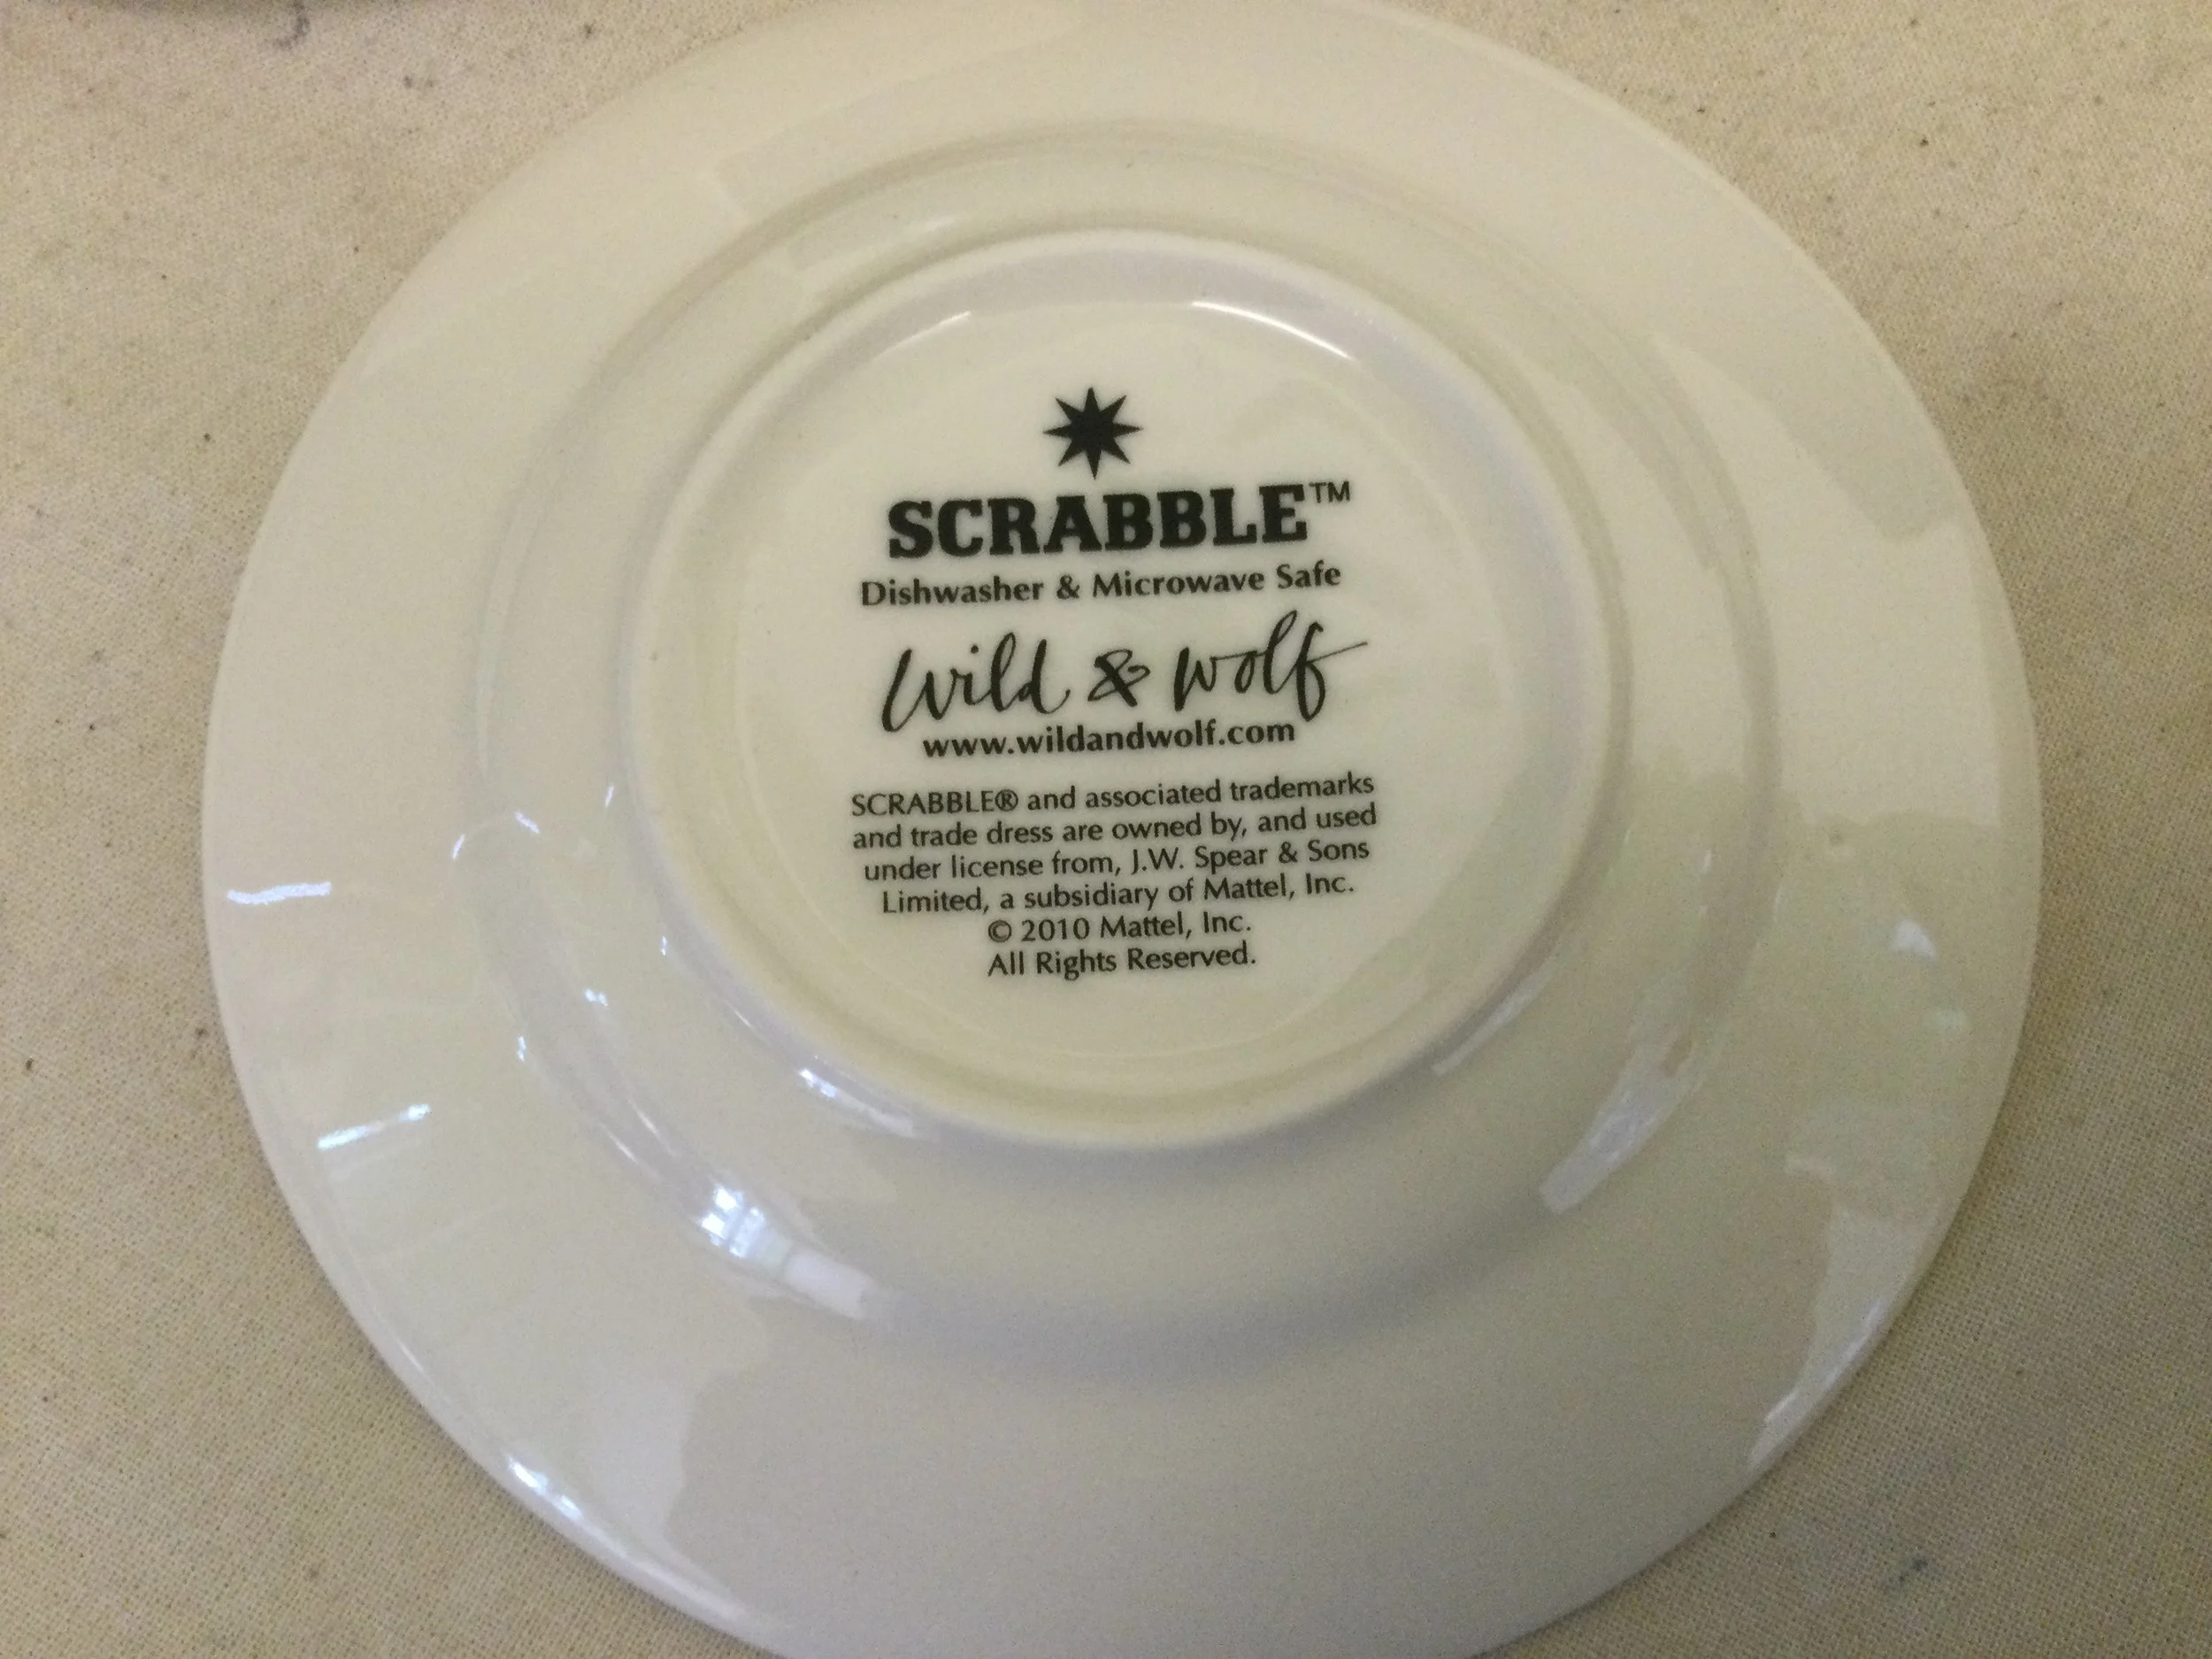 SCRABBLE™
Dishwasher & Microwave Safe
Wild & Wolf
www.wildandwolf.com
SCRABBLE® and associated trademarks
and trade dress are owned by, and used
under license from, J.W. Spear & Sons
Limited, a subsidiary of Mattel, Inc.
© 2010 Mattel, Inc.
All Rights Reserved.